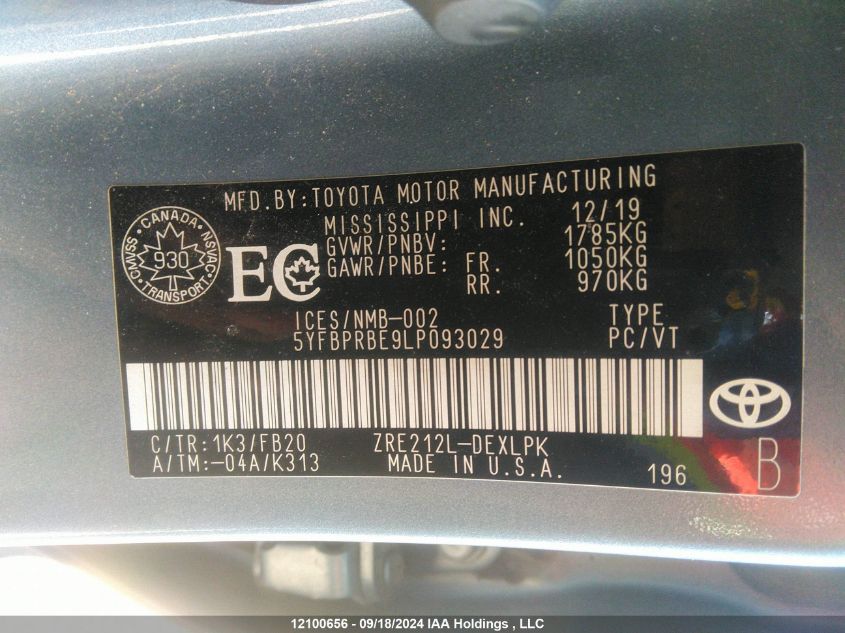 MFD.BY:TOYOTA MOTOR MANUFACTURING
MISSISSIPPI INC. 12/19
GVWR/PNBV: 1785KG
GAWR/PNBE: FR. 1050KG
RR. 970KG
CANADA
CMVSS 930 NSVAC
TRANSPORT
EC
ICES/NMB-002 TYPE
5YFBPRBE9LP093029 PC/VT
C/TR:1K3/FB20 ZRE212L-DEXLPK
A/TM:-04A/K313 MADE IN U.S.A. 196 B
12100656 - 09/18/2024 IAA Holdings , LLC